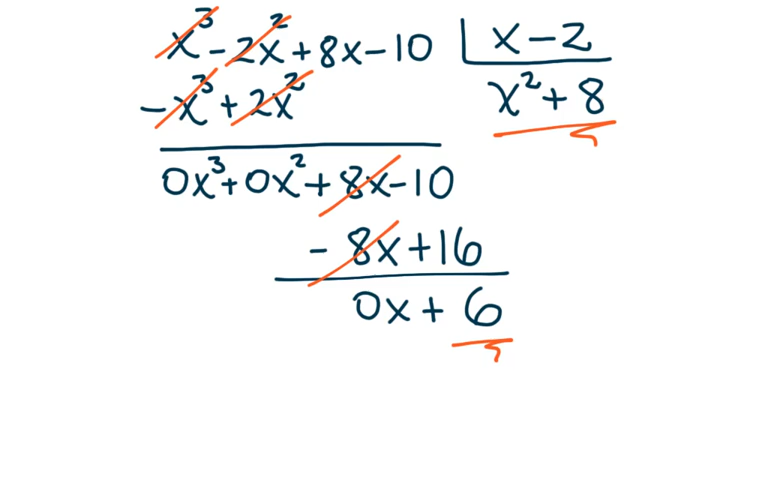 x³ - 2x² + 8x - 10 | x - 2
- x³ + 2x² x² + 8
0x³ + 0x² + 8x - 10
- 8x + 16
0x + 6